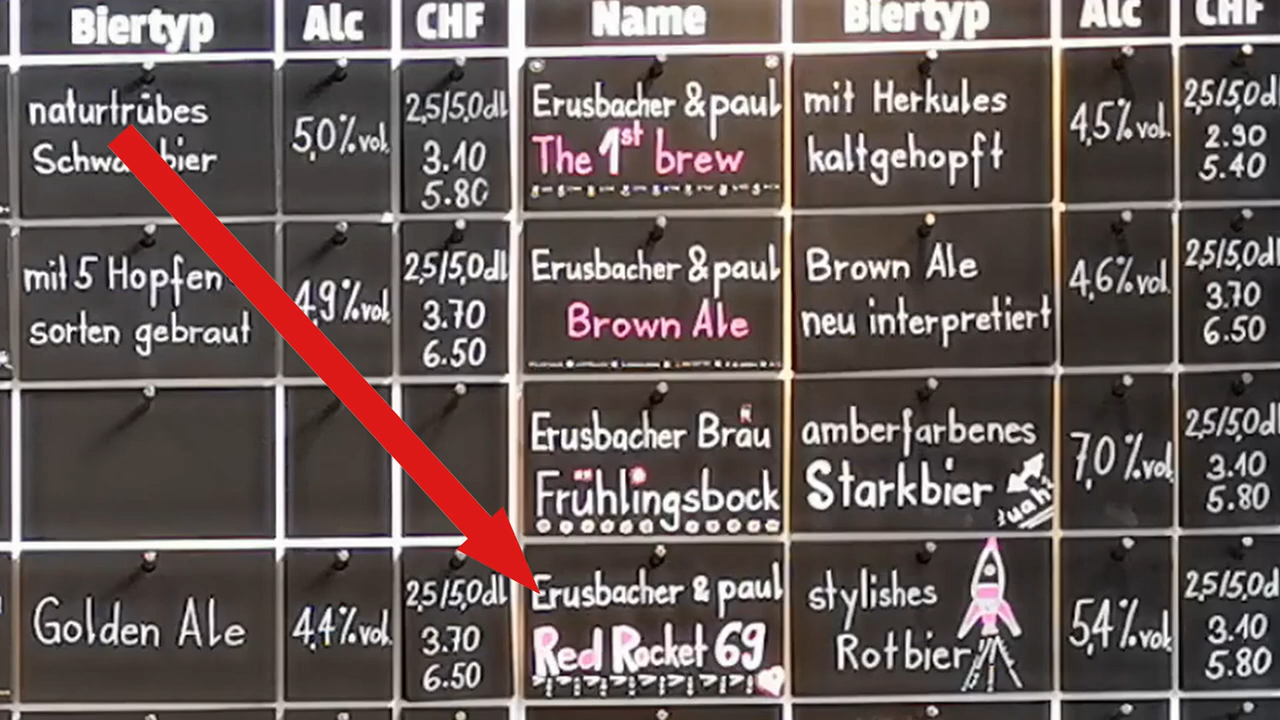 Biertyp Alc CHF Name Biertyp Alc CHF
naturtrübes
Schwarzbier
5,0%vol.
2,5/5,0dl
3.40
5.80
Erusbacher & paul
The 1st brew
mit Herkules
kaltgehopft
4,5%vol.
2,5/5,0d
2.90
5.40
mit 5 Hopfen-
sorten gebraut
4,9%vol.
2,5/5,0dl
3.70
6.50
Erusbacher & paul
Brown Ale
Brown Ale
neu interpretiert
4,6%vol.
2,5/5,0dl
3.70
6.50
Erusbacher Bräu
Frühlingsbock
amberfarbenes
Starkbier
7,0%vol.
2,5/5,0dl
3.10
5.80
Golden Ale
4,4%vol.
2,5/5,0dl
3.70
6.50
Erusbacher & paul
Red Rocket 69
stylishes
Rotbier
5,4%vol.
2,5/5,0d
3.10
5.80